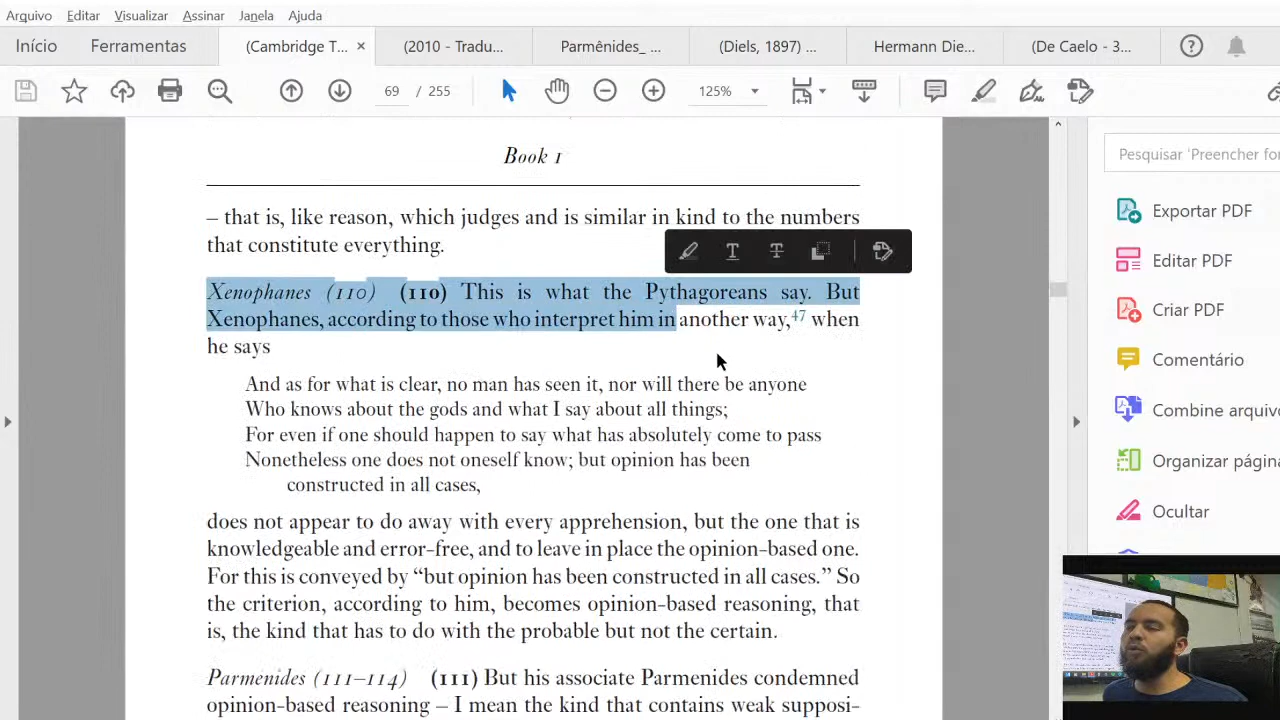 Arquivo Editar Visualizar Assinar Janela Ajuda
Início Ferramentas (Cambridge T... × (2010 - Tradu... Parmênides_ ... (Diels, 1897) ... Hermann Die... (De Caelo - 3...
69 / 255 125%
Book 1
Pesquisar 'Preencher for
– that is, like reason, which judges and is similar in kind to the numbers
that constitute everything.
Xenophanes (110) (110) This is what the Pythagoreans say. But
Xenophanes, according to those who interpret him in another way,47 when
he says
And as for what is clear, no man has seen it, nor will there be anyone
Who knows about the gods and what I say about all things;
For even if one should happen to say what has absolutely come to pass
Nonetheless one does not oneself know; but opinion has been
constructed in all cases,
does not appear to do away with every apprehension, but the one that is
knowledgeable and error-free, and to leave in place the opinion-based one.
For this is conveyed by “but opinion has been constructed in all cases.” So
the criterion, according to him, becomes opinion-based reasoning, that
is, the kind that has to do with the probable but not the certain.
Parmenides (111–114) (111) But his associate Parmenides condemned
opinion-based reasoning – I mean the kind that contains weak supposi-
Exportar PDF
Editar PDF
Criar PDF
Comentário
Combine arquivo
Organizar página
Ocultar